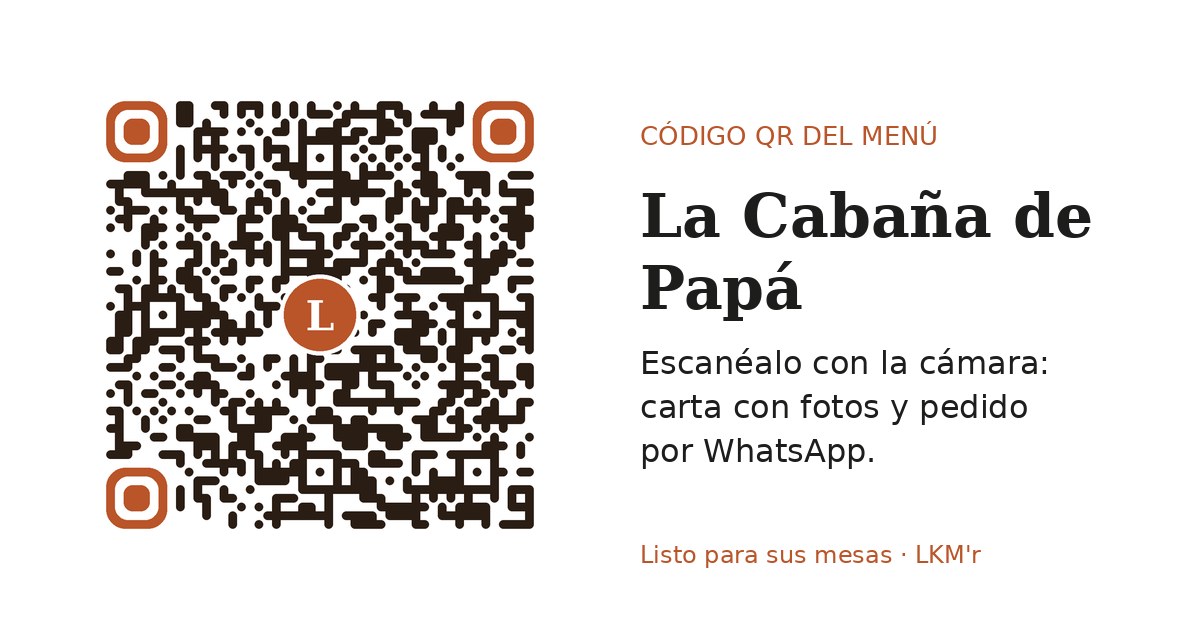 L
CÓDIGO QR DEL MENÚ
La Cabaña de
Papá
Escanéalo con la cámara:
carta con fotos y pedido
por WhatsApp.
Listo para sus mesas · LKM'r